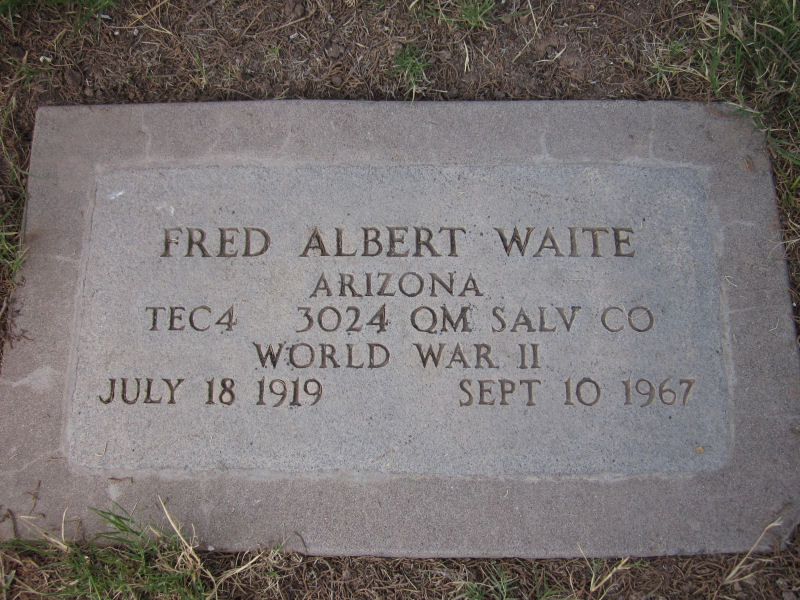 FRED ALBERT WAITE
ARIZONA
TEC4 3024 QM SALV CO
WORLD WAR II
JULY 18 1919 SEPT 10 1967